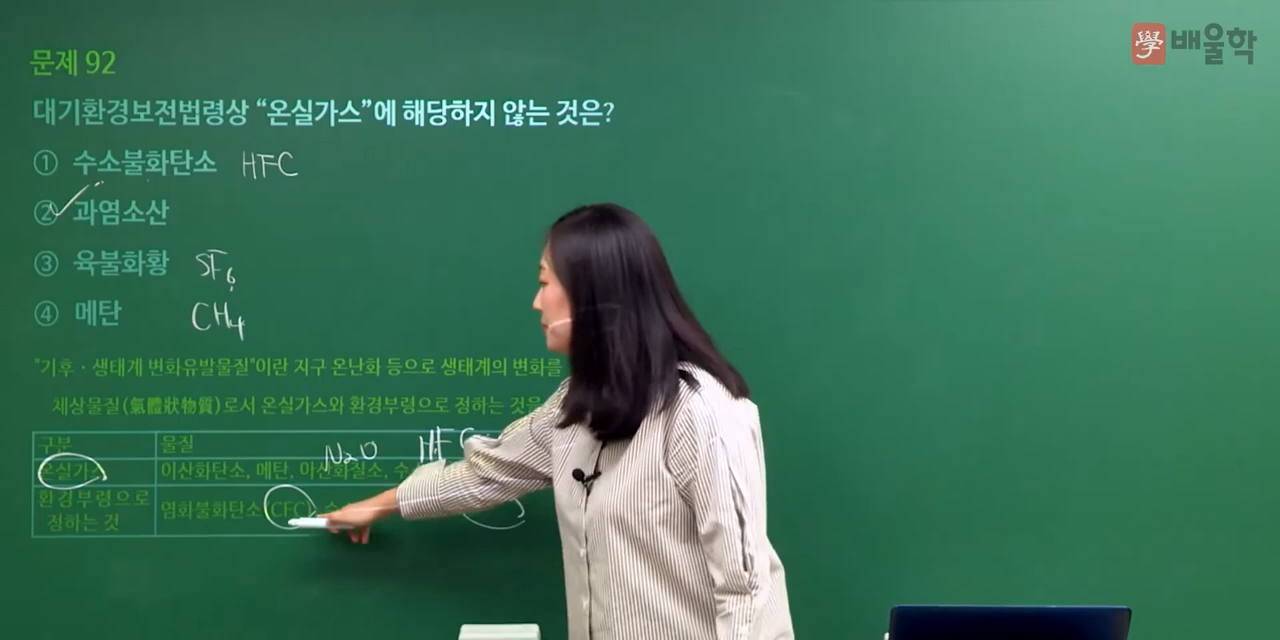 學 배울학
문제 92
대기환경보전법령상 “온실가스”에 해당하지 않는 것은?
① 수소불화탄소 HFC
② 과염소산
③ 육불화황 SF6
④ 메탄 CH4
"기후·생태계 변화유발물질"이란 지구 온난화 등으로 생태계의 변화를
체상물질(氣體狀物質)로서 온실가스와 환경부령으로 정하는 것을
구분 물질
N2O HFC
온실가스 이산화탄소, 메탄, 아산화질소,
환경부령으로 정하는 것 염화불화탄소(CFC),